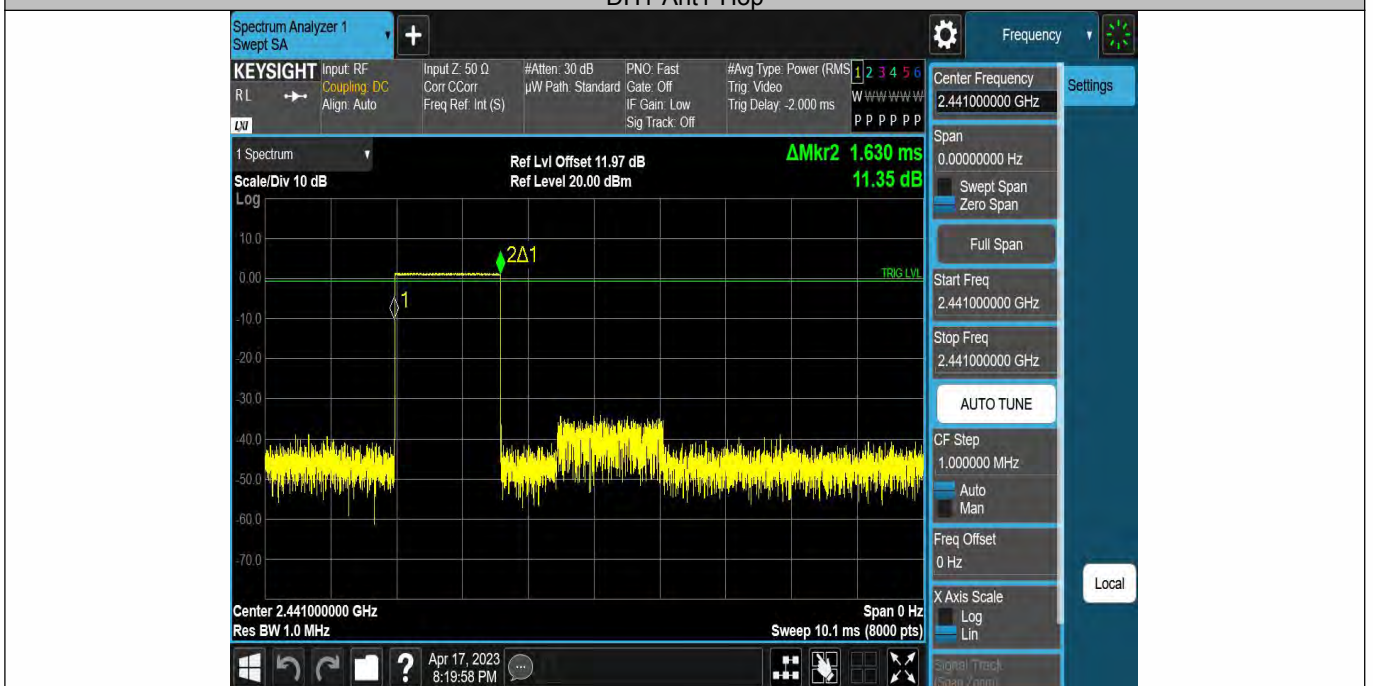 Spectrum Analyzer 1
Swept SA
+
Frequency
KEYSIGHT
RL
LXI
Input: RF
Coupling: DC
Align: Auto
Input Z: 50 Ω
Corr CCorr
Freq Ref: Int (S)
#Atten: 30 dB
µW Path: Standard
PNO: Fast
Gate: Off
IF Gain: Low
Sig Track: Off
#Avg Type: Power (RMS
Trig: Video
Trig Delay: -2.000 ms
1 2 3 4 5 6
W W W W W W
P P P P P P
1 Spectrum
Scale/Div 10 dB
Log
Ref Lvl Offset 11.97 dB
Ref Level 20.00 dBm
ΔMkr2 1.630 ms
11.35 dB
10.0
0.00
-10.0
-20.0
-30.0
-40.0
-50.0
-60.0
-70.0
2Δ1
1
TRIG LVL
Center 2.441000000 GHz
Res BW 1.0 MHz
Span 0 Hz
Sweep 10.1 ms (8000 pts)
Center Frequency
2.441000000 GHz
Settings
Span
0.00000000 Hz
Swept Span
Zero Span
Full Span
Start Freq
2.441000000 GHz
Stop Freq
2.441000000 GHz
AUTO TUNE
CF Step
1.000000 MHz
Auto
Man
Freq Offset
0 Hz
X Axis Scale
Log
Lin
Signal Track
(Span Zoom)
Local
?
Apr 17, 2023
8:19:58 PM